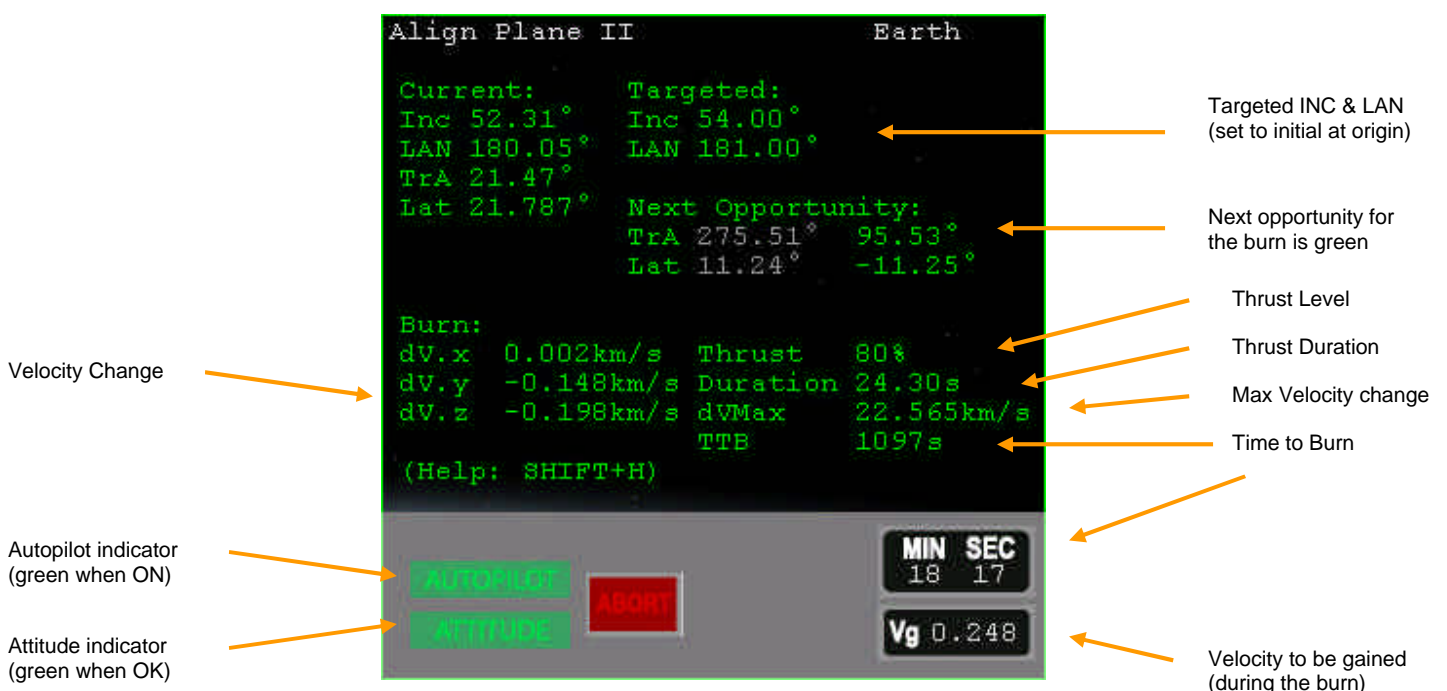 Align Plane II Earth
Current: Targeted:
Inc 52.31° Inc 54.00°
LAN 180.05° LAN 181.00°
TrA 21.47°
Lat 21.787° Next Opportunity:
TrA 275.51° 95.53°
Lat 11.24° -11.25°
Burn:
dV.x 0.002km/s Thrust 80%
dV.y -0.148km/s Duration 24.30s
dV.z -0.198km/s dVMax 22.565km/s
TTB 1097s
(Help: SHIFT+H)
AUTOPILOT
ATTITUDE
ABORT
MIN SEC
18 17
Vg 0.248
Velocity Change
Autopilot indicator
(green when ON)
Attitude indicator
(green when OK)
Targeted INC & LAN
(set to initial at origin)
Next opportunity for
the burn is green
Thrust Level
Thrust Duration
Max Velocity change
Time to Burn
Velocity to be gained
(during the burn)